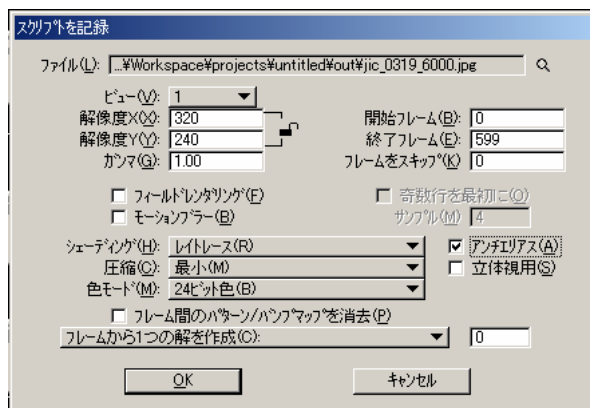 スクリプトを記録
ファイル(L): ...¥Workspace¥projects¥untitled¥out¥jic_0319_6000.jpg
ビュー(V): 1
解像度X(X): 320
解像度Y(Y): 240
ガンマ(G): 1.00
開始フレーム(B): 0
終了フレーム(E): 599
フレームをスキップ(K) 0
フィールドレンダリング(F)
モーションブラー(B)
奇数行を最初に(O)
サンプル(M) 4
シェーディング(H): レイトレース(R)
圧縮(C): 最小(M)
色モード(M): 24ビット色(B)
アンチエリアス(A)
立体視用(S)
フレーム間のパターン/バンプマップを消去(P)
フレームから1つの解を作成(C): 0
OK キャンセル